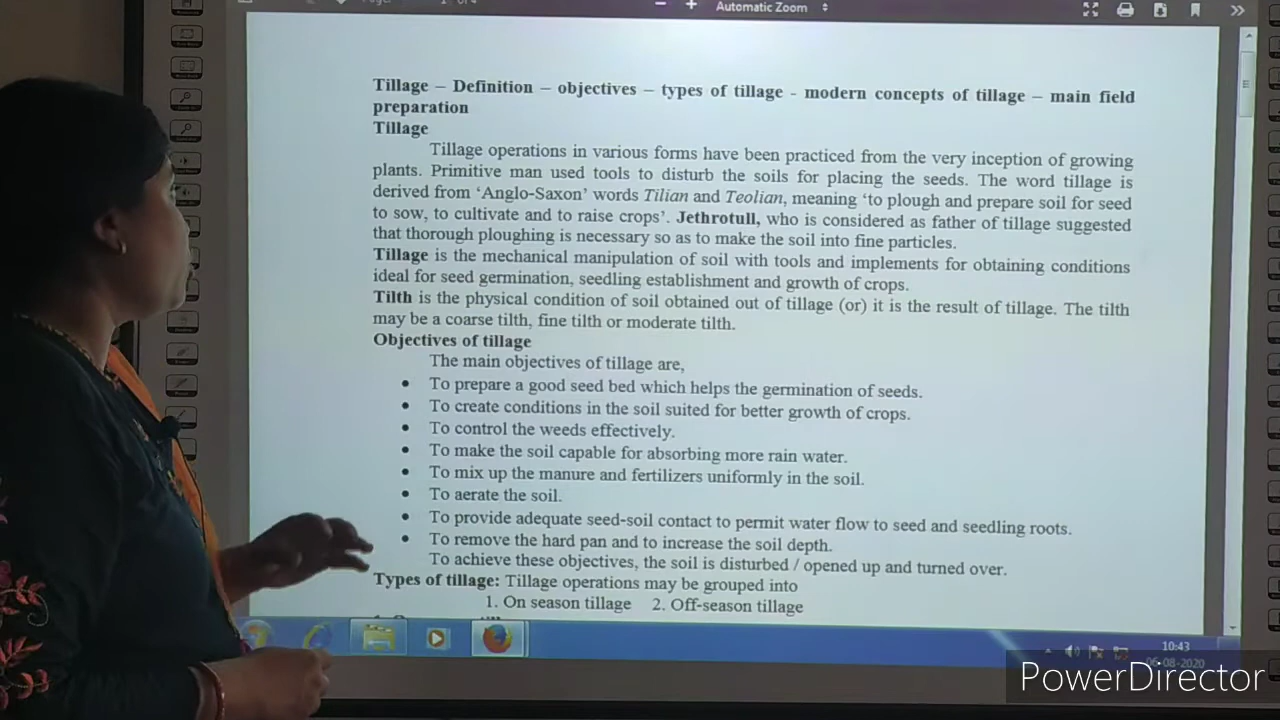 Automatic Zoom
Tillage – Definition – objectives – types of tillage - modern concepts of tillage – main field
preparation
Tillage
Tillage operations in various forms have been practiced from the very inception of growing
plants. Primitive man used tools to disturb the soils for placing the seeds. The word tillage is
derived from ‘Anglo-Saxon’ words Tilian and Teolian, meaning ‘to plough and prepare soil for seed
to sow, to cultivate and to raise crops’. Jethrotull, who is considered as father of tillage suggested
that thorough ploughing is necessary so as to make the soil into fine particles.
Tillage is the mechanical manipulation of soil with tools and implements for obtaining conditions
ideal for seed germination, seedling establishment and growth of crops.
Tilth is the physical condition of soil obtained out of tillage (or) it is the result of tillage. The tilth
may be a coarse tilth, fine tilth or moderate tilth.
Objectives of tillage
The main objectives of tillage are,
• To prepare a good seed bed which helps the germination of seeds.
• To create conditions in the soil suited for better growth of crops.
• To control the weeds effectively.
• To make the soil capable for absorbing more rain water.
• To mix up the manure and fertilizers uniformly in the soil.
• To aerate the soil.
• To provide adequate seed-soil contact to permit water flow to seed and seedling roots.
• To remove the hard pan and to increase the soil depth.
To achieve these objectives, the soil is disturbed / opened up and turned over.
Types of tillage: Tillage operations may be grouped into
1. On season tillage 2. Off-season tillage
10:43
06-08-2020
PowerDirector